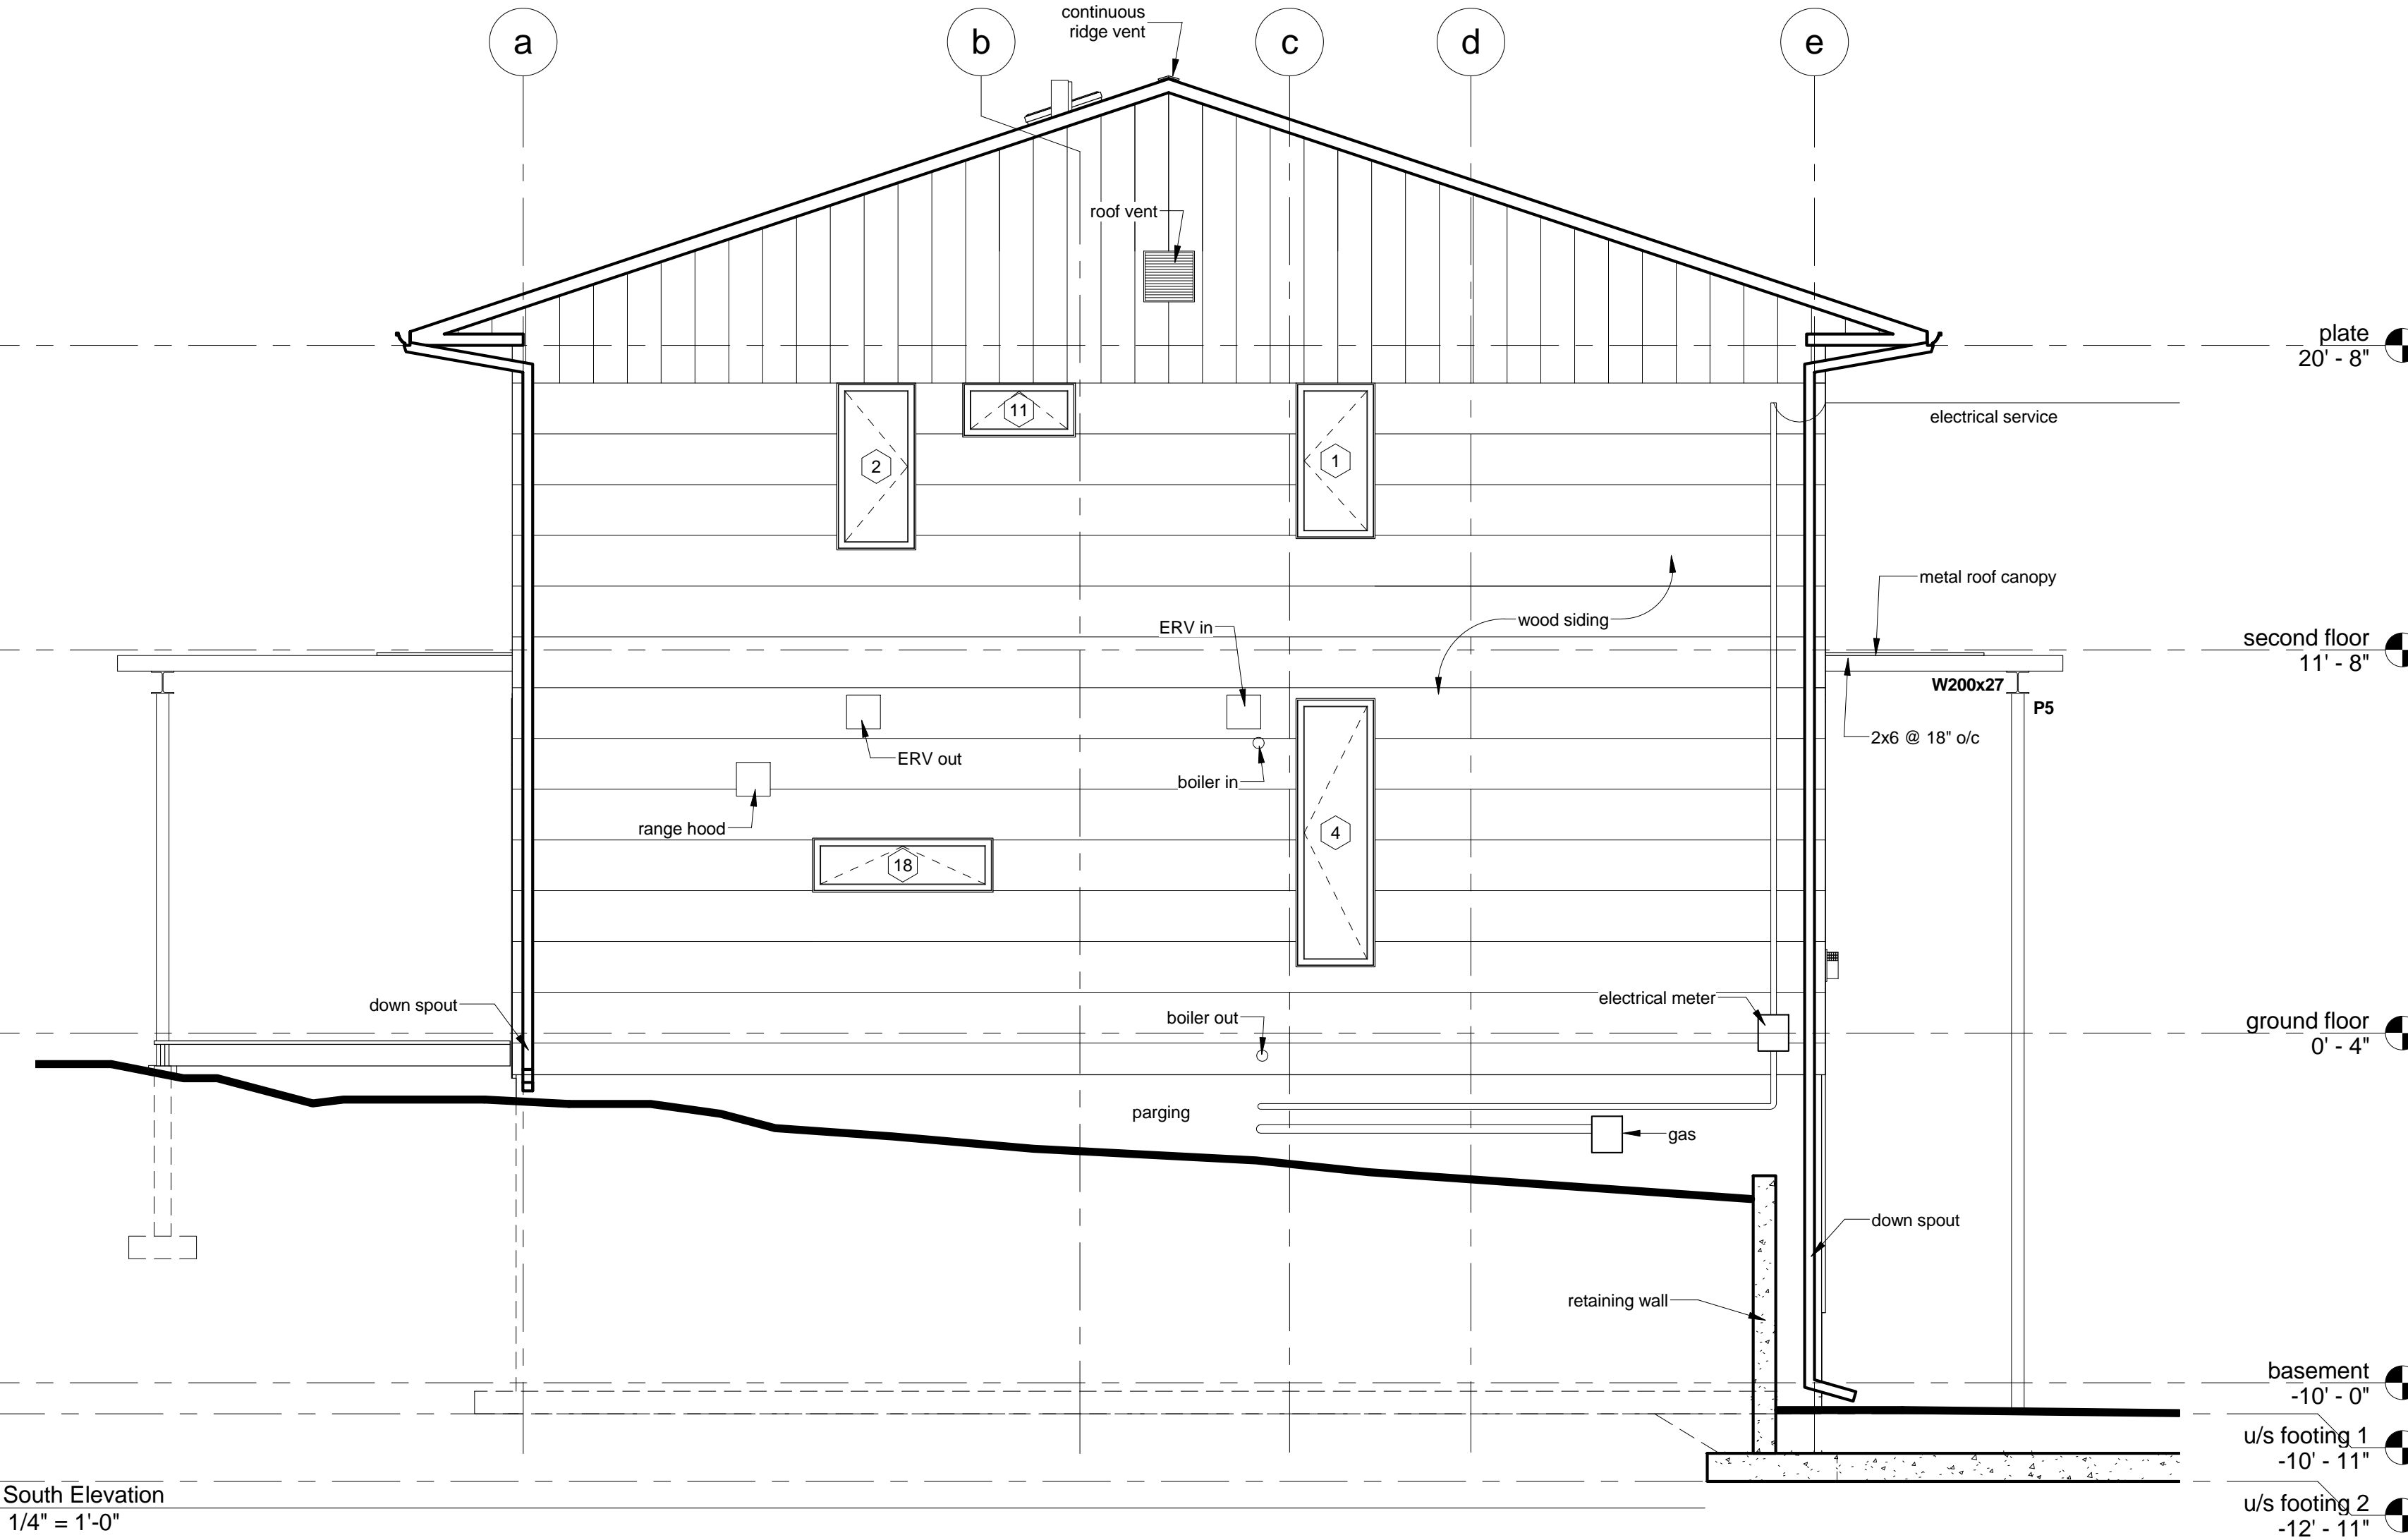 continuous
ridge vent
a
b
c
d
e
roof vent
plate
20' - 8"
11
2
1
electrical service
metal roof canopy
wood siding
ERV in
second floor
11' - 8"
W200x27
P5
2x6 @ 18" o/c
ERV out
boiler in
range hood
4
18
down spout
electrical meter
boiler out
ground floor
0' - 4"
parging
gas
down spout
retaining wall
basement
-10' - 0"
u/s footing 1
-10' - 11"
South Elevation
1/4" = 1'-0"
u/s footing 2
-12' - 11"